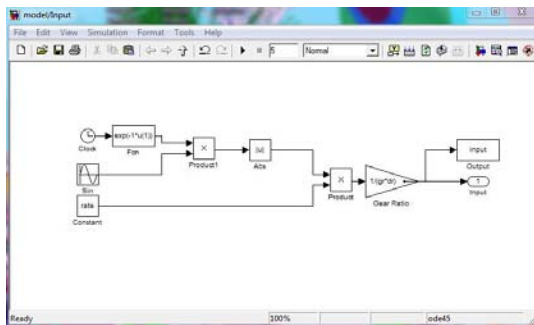 model/Input
File Edit View Simulation Format Tools Help
5 Normal
exp(-1*u(1))
Clock
Fcn
×
Product1
|u|
Abs
Input
Output
Sin
rate
Constant
×
Product
1/(gr*dr)
Gear Ratio
1
Input
Ready 100% ode45